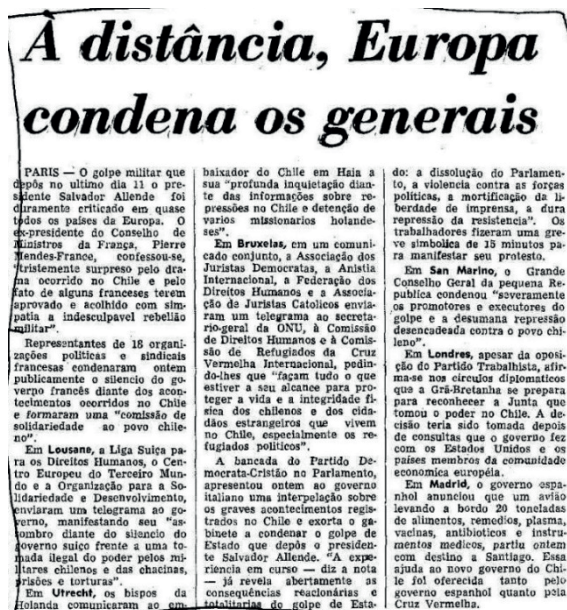 À distância, Europa
condena os generais
PARIS — O golpe militar que
depôs no ultimo dia 11 o pre-
sidente Salvador Allende foi
duramente criticado em quase
todos os países da Europa. O
ex-presidente do Conselho de
Ministros da França, Pierre
Mendes-France, confessou-se,
"tristemente surpreso pelo dra-
ma ocorrido no Chile e pelo
fato de alguns franceses terem
aprovado e acolhido com sim-
patia a indesculpavel rebelião
militar".
Representantes de 18 organi-
zações politicas e sindicais
francesas condenaram ontem
publicamente o silencio do go-
verno francês diante dos acon-
tecimentos ocorridos no Chile
e formaram uma "comissão de
solidariedade ao povo chile-
no".
Em Lousane, a Liga Suiça pa-
ra os Direitos Humanos, o Cen-
tro Europeu do Terceiro Mun-
do e a Organização para a So-
lidariedade e Desenvolvimento,
enviaram um telegrama ao go-
verno, manifestando seu "as-
sombro diante do silencio do
governo suiço frente a uma to-
mada ilegal do poder pelos mi-
litares chilenos e das chacinas,
prisões e torturas".
Em Utrecht, os bispos da
Holanda comunicaram ao em-
baixador do Chile em Haia a
sua "profunda inquietação dian-
te das informações sobre re-
pressões no Chile e detenção de
varios missionarios holande-
ses".
Em Bruxelas, em um comuni-
cado conjunto, a Associação dos
Juristas Democratas, a Anistia
Internacional, a Federação dos
Direitos Humanos e a Associa-
ção de Juristas Catolicos envia-
ram um telegrama ao secreta-
rio-geral da ONU, à Comissão
de Direitos Humanos e à Comis-
são de Refugiados da Cruz
Vermelha Internacional, pedin-
do-lhes que "façam tudo o que
estiver a seu alcance para pro-
teger a vida e a integridade fi-
sica dos chilenos e dos cida-
dãos estrangeiros que vivem
no Chile, especialmente os re-
fugiados politicos".
A bancada do Partido De-
mocrata-Cristão no Parlamento,
apresentou ontem ao governo
italiano uma interpelação sobre
os graves acontecimentos regis-
trados no Chile e exorta o ga-
binete a condenar o golpe de
Estado que depôs o presiden-
te Salvador Allende. "A expe-
riencia em curso — diz a nota
— já revela abertamente as
consequências reacionárias e
totalitarias do golpe de Esta-
do: a dissolução do Parlamen-
to, a violencia contra as forças
politicas, a mortificação da li-
berdade de imprensa, a dura
repressão da resistencia". Os
trabalhadores fizeram uma gre-
ve simbolica de 15 minutos pa-
ra manifestar seu protesto.
Em San Marino, o Grande
Conselho Geral da pequena Re-
publica condenou "severamente
os promotores e executores do
golpe e a desumana repressão
desencadeada contra o povo chi-
leno".
Em Londres, apesar da oposi-
ção do Partido Trabalhista, afir-
ma-se nos circulos diplomaticos
que a Grã-Bretanha se prepara
para reconhecer a Junta que
tomou o poder no Chile. A de-
cisão teria sido tomada depois
de consultas que o governo fez
com os Estados Unidos e os
países membros da comunidade
economica européia.
Em Madrid, o governo espa-
nhol anunciou que um avião
levando a bordo 20 toneladas
de alimentos, remedios, plasma,
vacinas, antibioticos e instru-
mentos medicos, partiu ontem
com destino a Santiago. Essa
ajuda ao novo governo do Chi-
le foi oferecida tanto pelo
governo espanhol quanto pela
Cruz Vermelha.